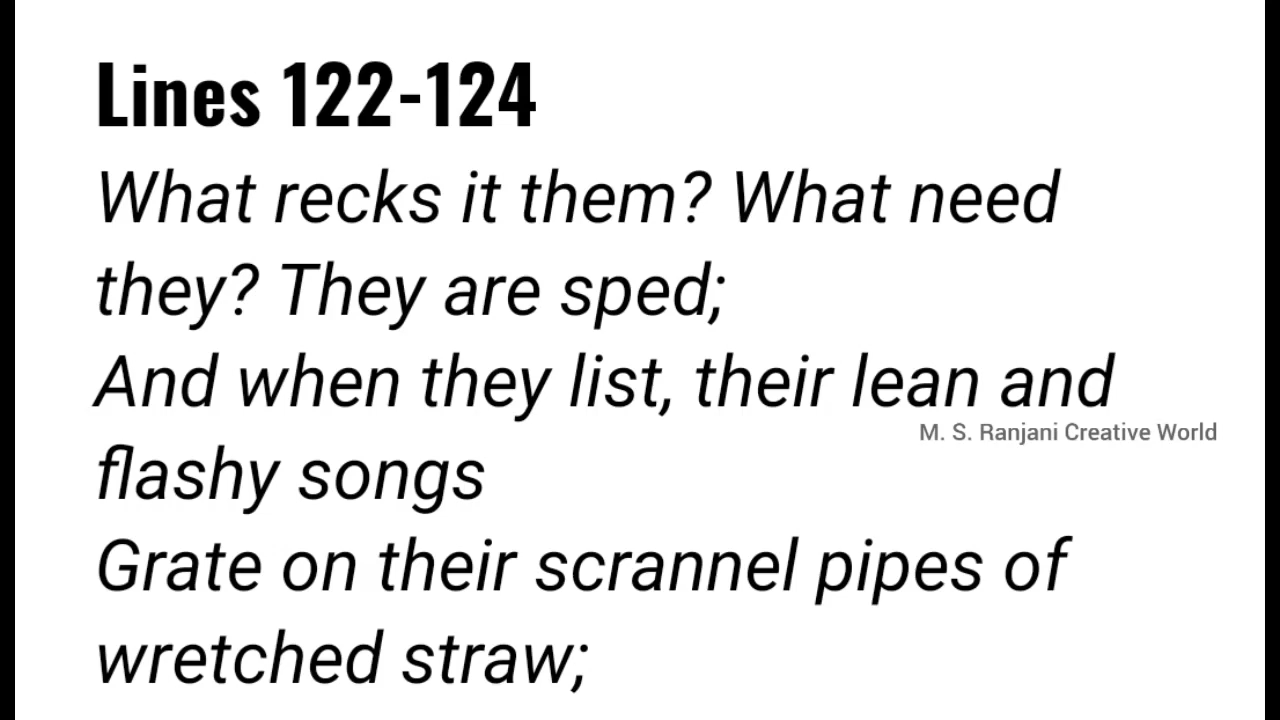 Lines 122-124
What recks it them? What need
they? They are sped;
And when they list, their lean and
M. S. Ranjani Creative World
flashy songs
Grate on their scrannel pipes of
wretched straw;